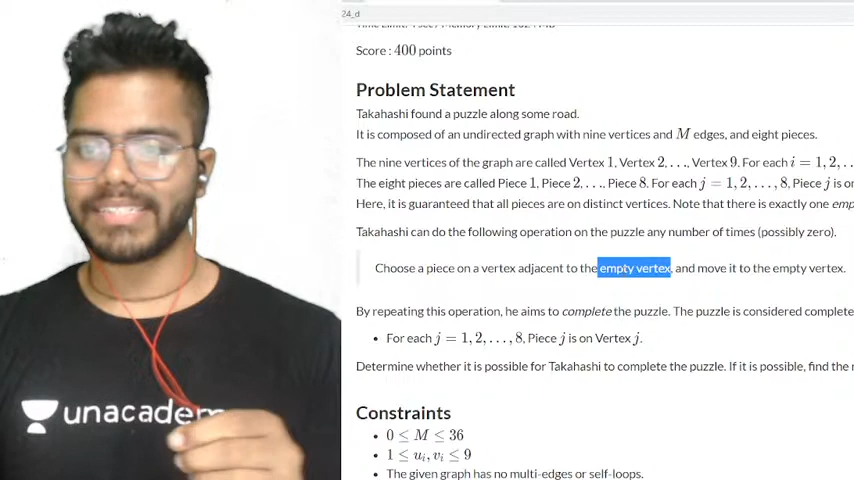 24_d
Score : 400 points
Problem Statement
Takahashi found a puzzle along some road.
It is composed of an undirected graph with nine vertices and M edges, and eight pieces.
The nine vertices of the graph are called Vertex 1, Vertex 2, . . ., Vertex 9. For each i = 1, 2, . .
The eight pieces are called Piece 1, Piece 2, . . ., Piece 8. For each j = 1, 2, . . . , 8, Piece j is on
Here, it is guaranteed that all pieces are on distinct vertices. Note that there is exactly one emp
Takahashi can do the following operation on the puzzle any number of times (possibly zero).
Choose a piece on a vertex adjacent to the empty vertex, and move it to the empty vertex.
By repeating this operation, he aims to complete the puzzle. The puzzle is considered complete
• For each j = 1, 2, . . . , 8, Piece j is on Vertex j.
Determine whether it is possible for Takahashi to complete the puzzle. If it is possible, find the
unacadem
Constraints
• 0 ≤ M ≤ 36
• 1 ≤ ui, vi ≤ 9
• The given graph has no multi-edges or self-loops.